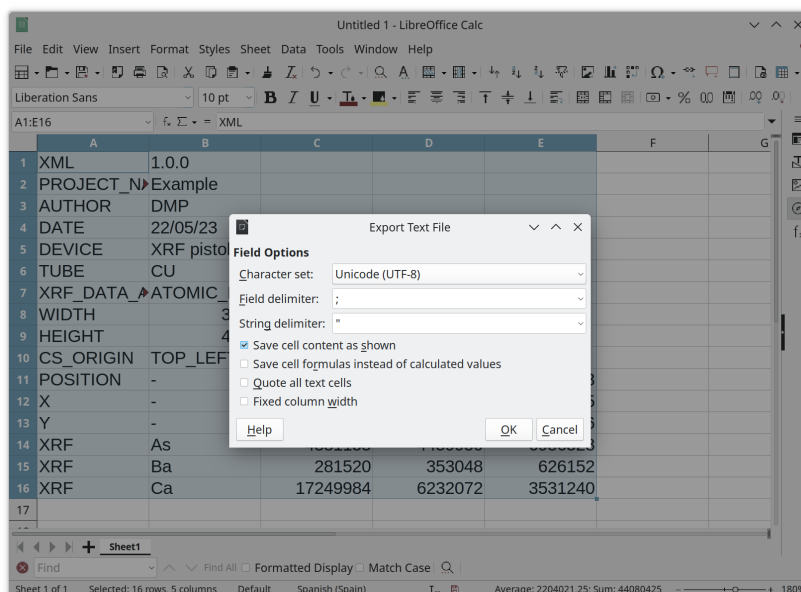 Untitled 1 - LibreOffice Calc
File Edit View Insert Format Styles Sheet Data Tools Window Help
Liberation Sans 10 pt B I U
A1:E16 fx Σ = XML
A B C D E F G
1 XML 1.0.0
2 PROJECT_N Example
3 AUTHOR DMP
4 DATE 22/05/23
5 DEVICE XRF pistol
6 TUBE CU
7 XRF_DATA_A ATOMIC_
8 WIDTH 3
9 HEIGHT 4
10 CS_ORIGIN TOP_LEF
11 POSITION -
12 X -
13 Y -
14 XRF As
15 XRF Ba 281520 353048 626152
16 XRF Ca 17249984 6232072 3531240
17
Export Text File
Field Options
Character set: Unicode (UTF-8)
Field delimiter: ;
String delimiter: "
Save cell content as shown
Save cell formulas instead of calculated values
Quote all text cells
Fixed column width
Help OK Cancel
Sheet1
Find Find All Formatted Display Match Case
Sheet 1 of 1 Selected: 16 rows, 5 columns Default Spanish (Spain) Average: 2204021.25; Sum: 44080425 180%